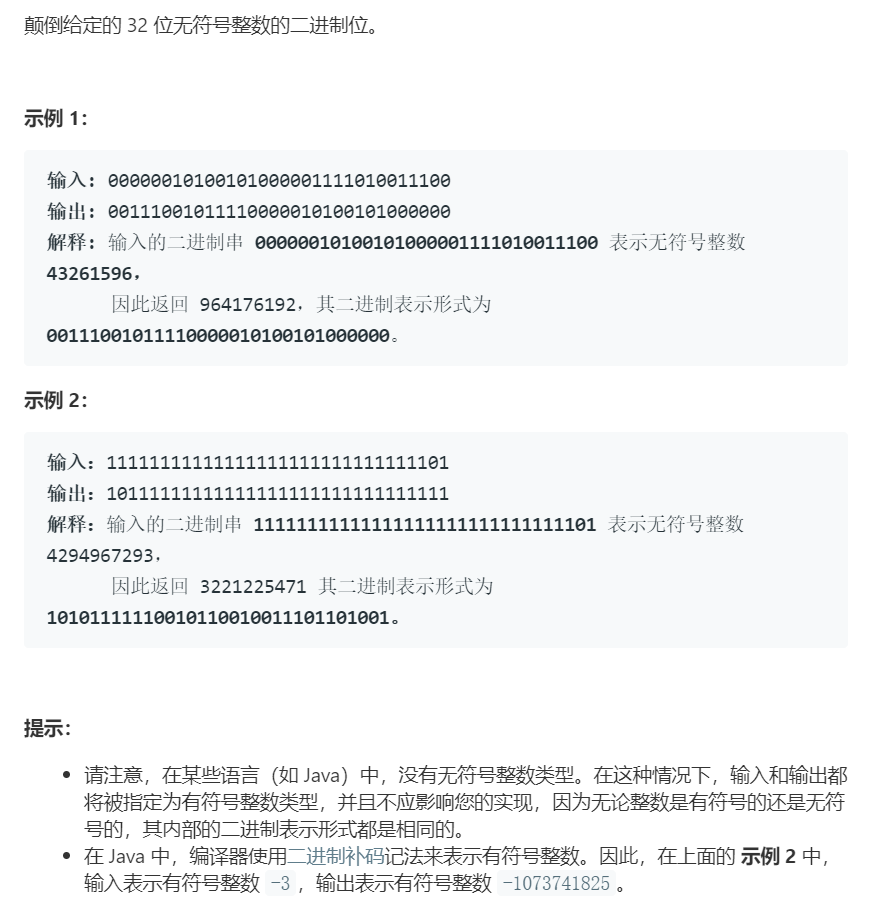 颠倒给定的 32 位无符号整数的二进制位。
示例 1：
输入：00000010100101000001111010011100
输出：00111001011110000010100101000000
解释：输入的二进制串 00000010100101000001111010011100 表示无符号整数
43261596，
因此返回 964176192，其二进制表示形式为
00111001011110000010100101000000。
示例 2：
输入：11111111111111111111111111111101
输出：10111111111111111111111111111111
解释：输入的二进制串 11111111111111111111111111111101 表示无符号整数
4294967293，
因此返回 3221225471 其二进制表示形式为
10101111110010110010011101101001。
提示：
• 请注意，在某些语言（如 Java）中，没有无符号整数类型。在这种情况下，输入和输出都
将被指定为有符号整数类型，并且不应影响您的实现，因为无论整数是有符号的还是无符
号的，其内部的二进制表示形式都是相同的。
• 在 Java 中，编译器使用二进制补码记法来表示有符号整数。因此，在上面的 示例 2 中，
输入表示有符号整数 -3，输出表示有符号整数 -1073741825。